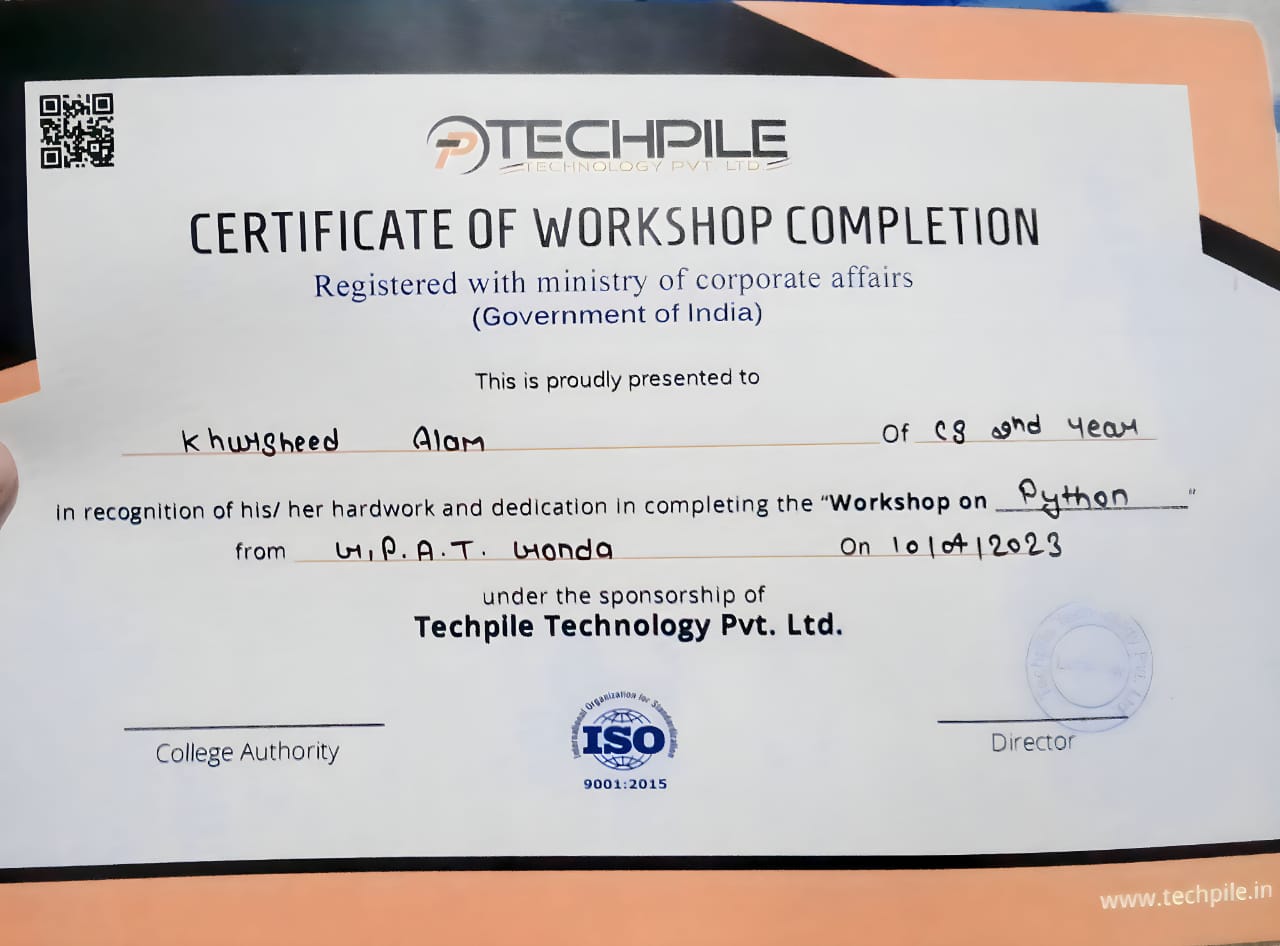 TECHPILE
TECHNOLOGY PVT. LTD.
CERTIFICATE OF WORKSHOP COMPLETION
Registered with ministry of corporate affairs
(Government of India)
This is proudly presented to
Khursheed Alam Of CS 2nd year
in recognition of his/ her hardwork and dedication in completing the "Workshop on Python"
from G.P.A.T. Gonda On 10/04/2023
under the sponsorship of
Techpile Technology Pvt. Ltd.
International Organization for Standardization
ISO
9001:2015
College Authority
Director
www.techpile.in